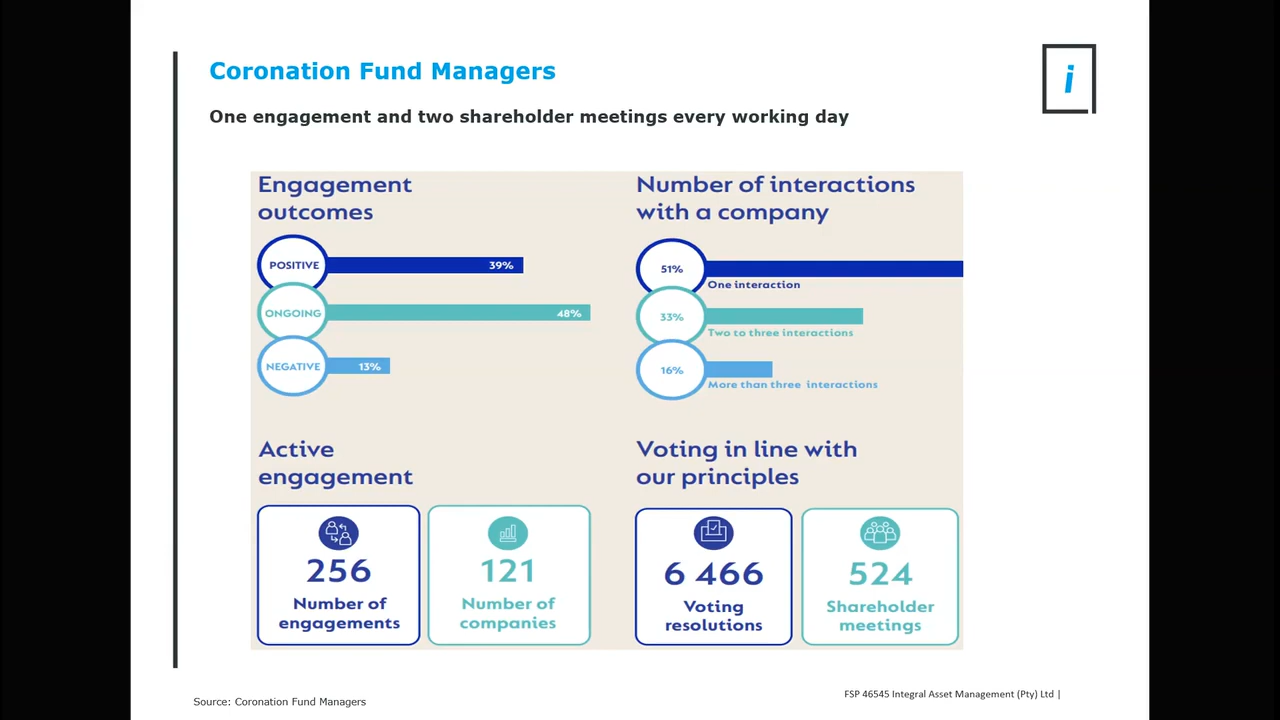 Coronation Fund Managers
i
One engagement and two shareholder meetings every working day
Engagement
outcomes
POSITIVE
39%
ONGOING
48%
NEGATIVE
13%
Number of interactions
with a company
51%
One interaction
33%
Two to three interactions
16%
More than three interactions
Active
engagement
256
Number of
engagements
121
Number of
companies
Voting in line with
our principles
6 466
Voting
resolutions
524
Shareholder
meetings
Source: Coronation Fund Managers
FSP 46545 Integral Asset Management (Pty) Ltd |